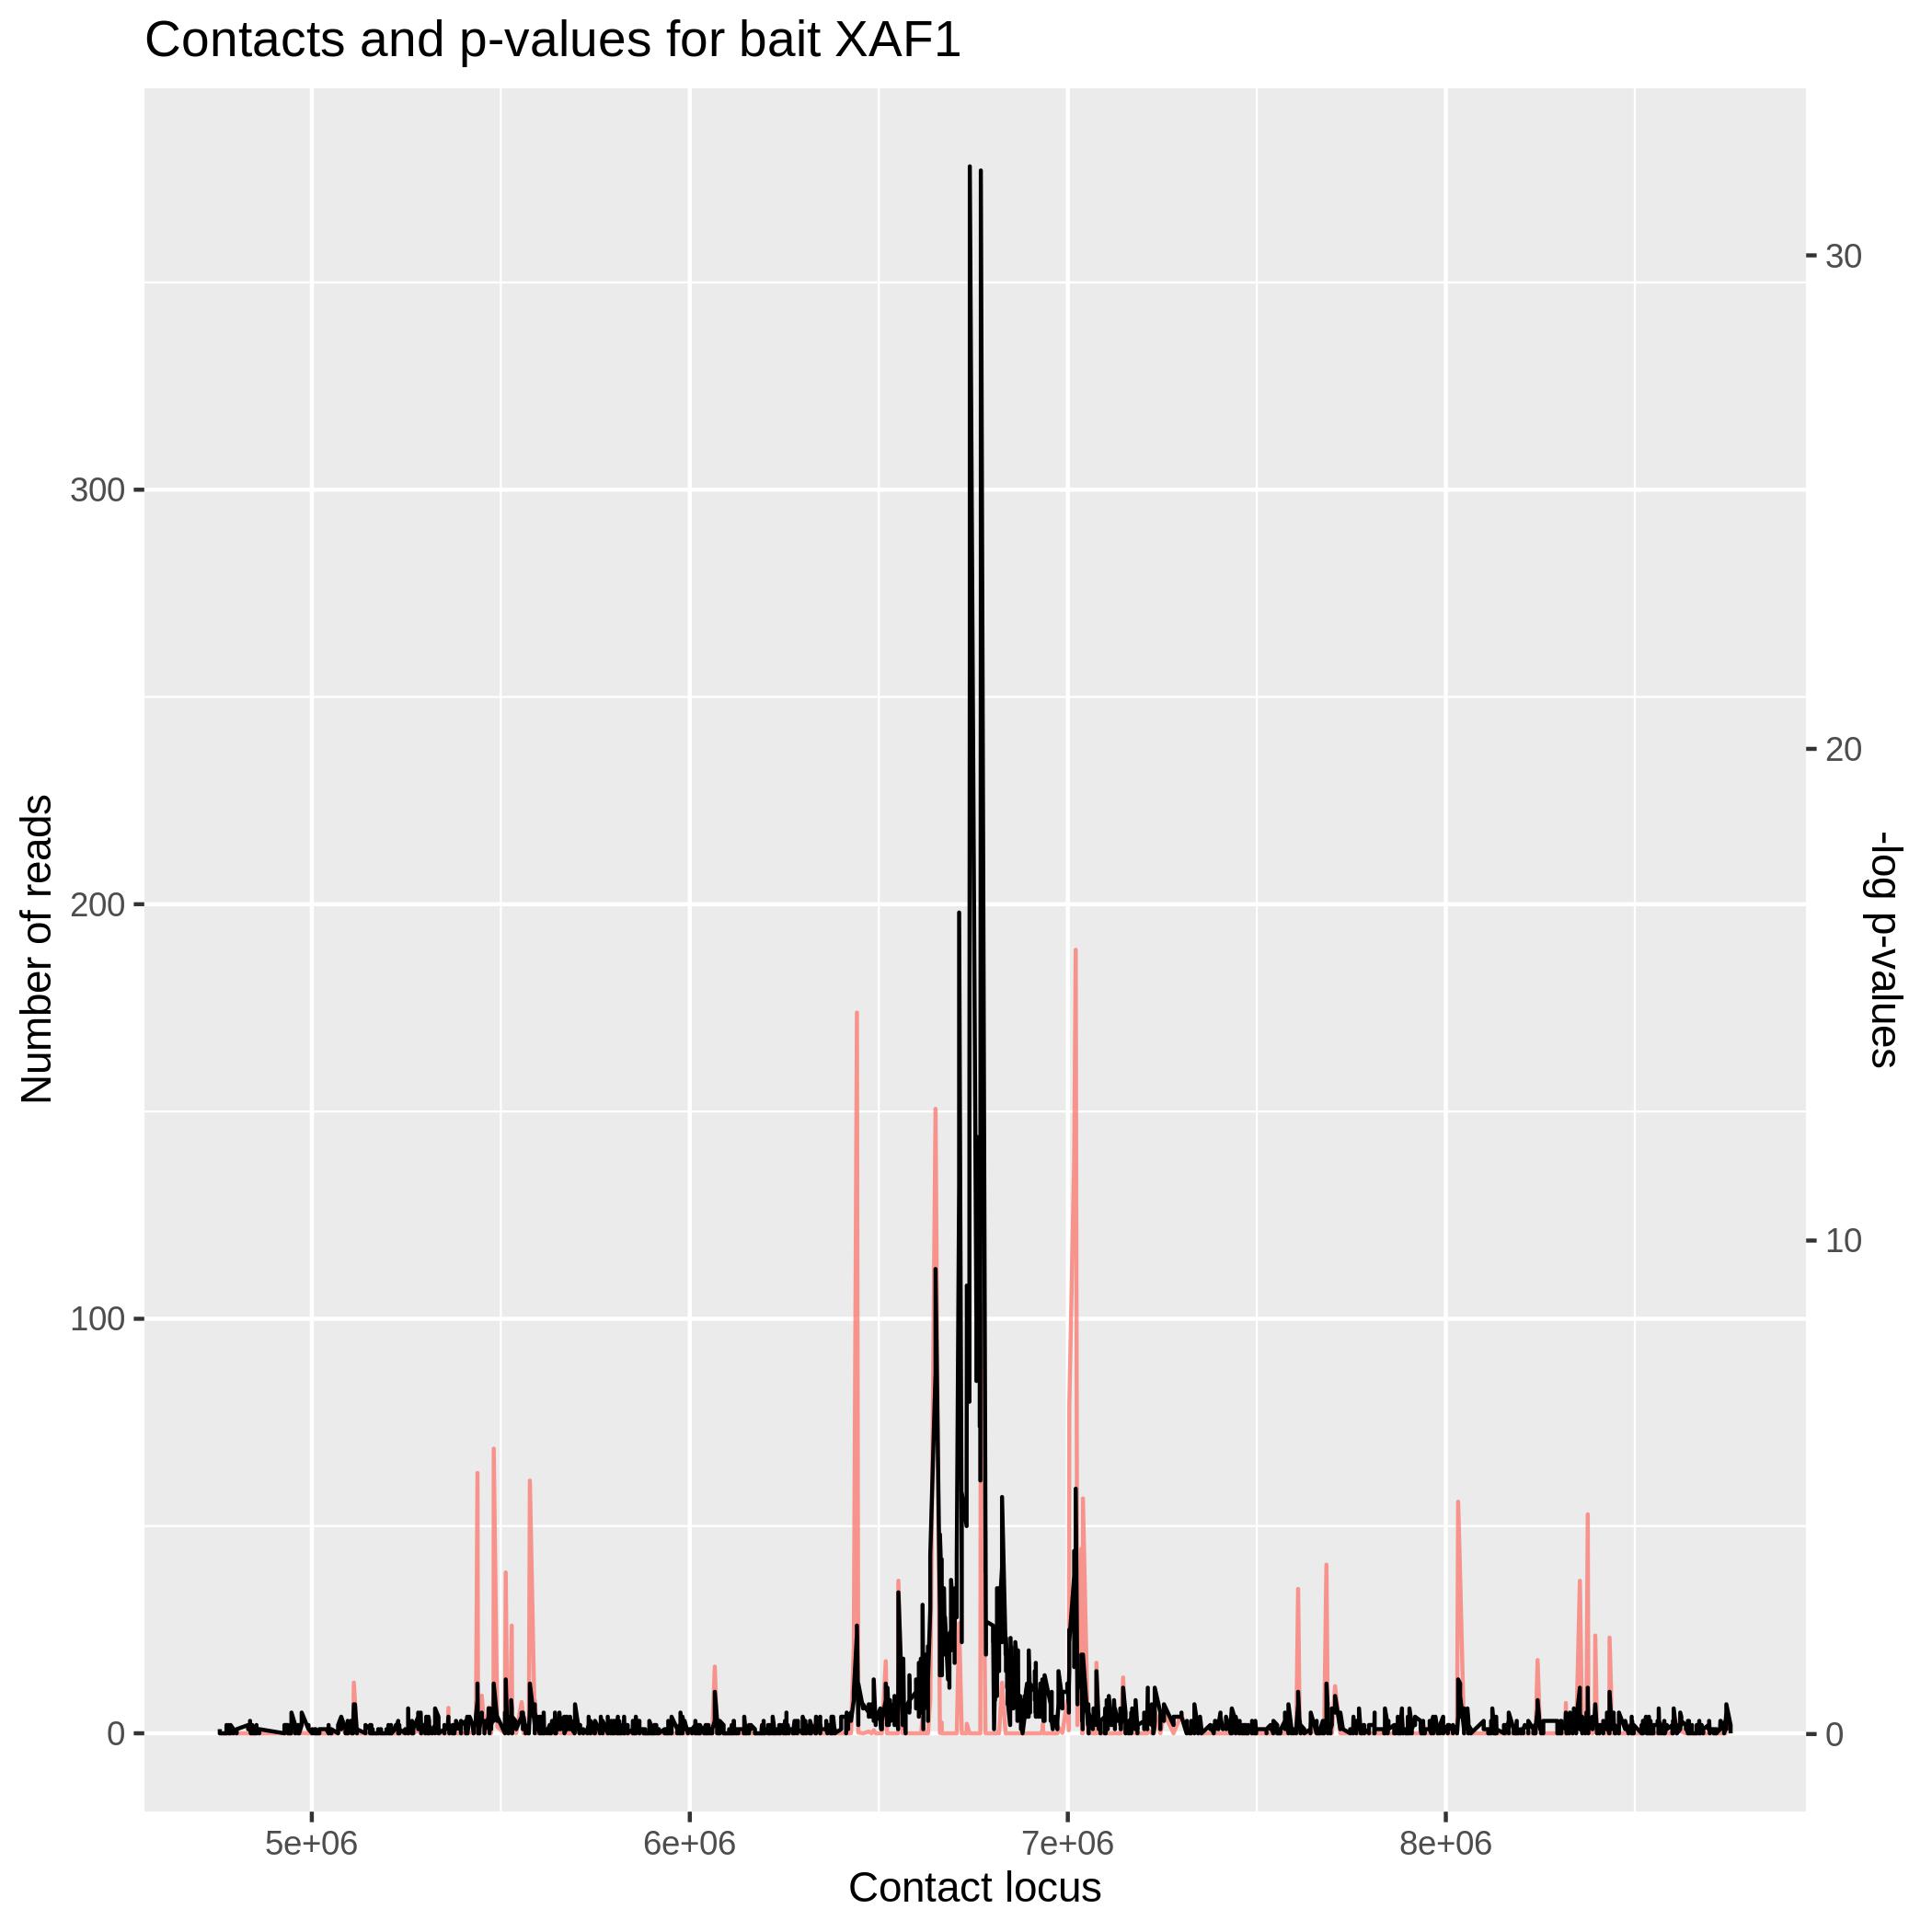 Contacts and p-values for bait XAF1
Number of reads
300
200
100
0
30
20
10
0
-log p-values
5e+06 6e+06 7e+06 8e+06
Contact locus